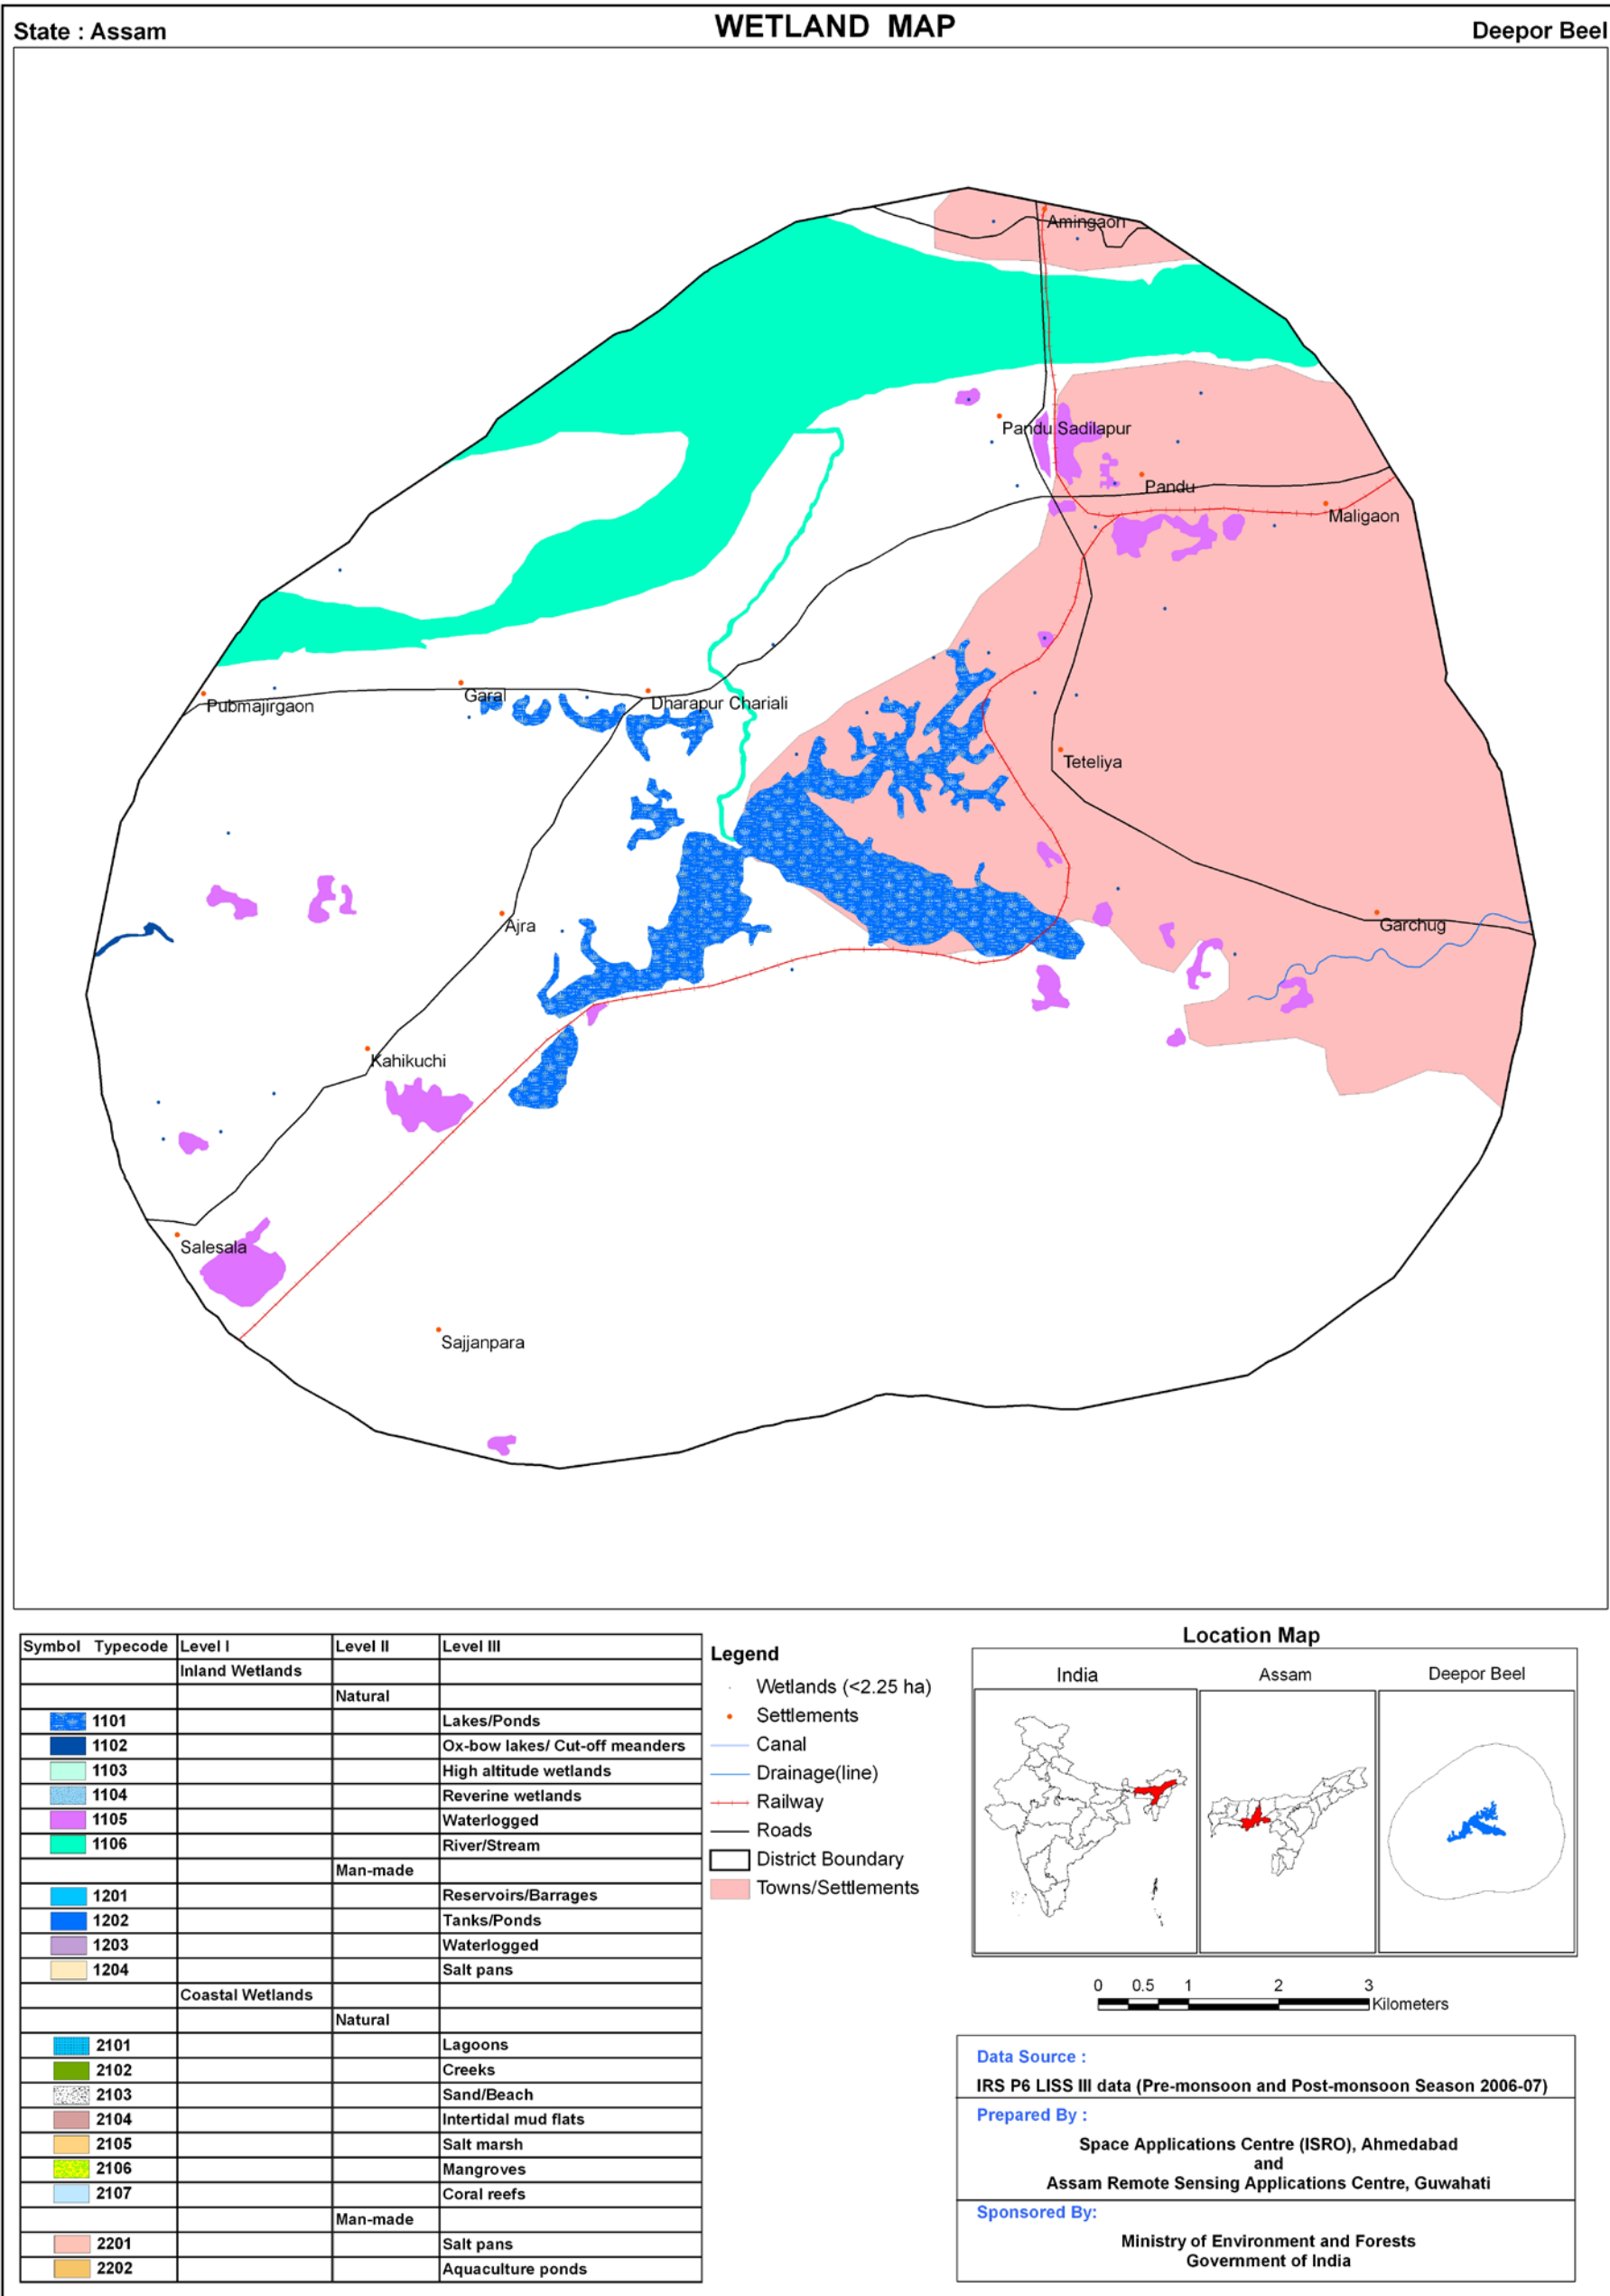 State : Assam
WETLAND MAP
Deepor Beel
Amingaon
Pandu Sadilapur
Pandu
Maligaon
Garal
Pubmajirgaon
Dharapur Chariali
Teteliya
Ajra
Garchug
Kahikuchi
Salesala
Sajjanpara
Symbol Typecode Level I Level II Level III
Inland Wetlands
Natural
1101 Lakes/Ponds
1102 Ox-bow lakes/ Cut-off meanders
1103 High altitude wetlands
1104 Reverine wetlands
1105 Waterlogged
1106 River/Stream
Man-made
1201 Reservoirs/Barrages
1202 Tanks/Ponds
1203 Waterlogged
1204 Salt pans
Coastal Wetlands
Natural
2101 Lagoons
2102 Creeks
2103 Sand/Beach
2104 Intertidal mud flats
2105 Salt marsh
2106 Mangroves
2107 Coral reefs
Man-made
2201 Salt pans
2202 Aquaculture ponds
Legend
Wetlands (<2.25 ha)
Settlements
Canal
Drainage(line)
Railway
Roads
District Boundary
Towns/Settlements
Location Map
India
Assam
Deepor Beel
0 0.5 1 2 3
Kilometers
Data Source :
IRS P6 LISS III data (Pre-monsoon and Post-monsoon Season 2006-07)
Prepared By :
Space Applications Centre (ISRO), Ahmedabad
and
Assam Remote Sensing Applications Centre, Guwahati
Sponsored By:
Ministry of Environment and Forests
Government of India